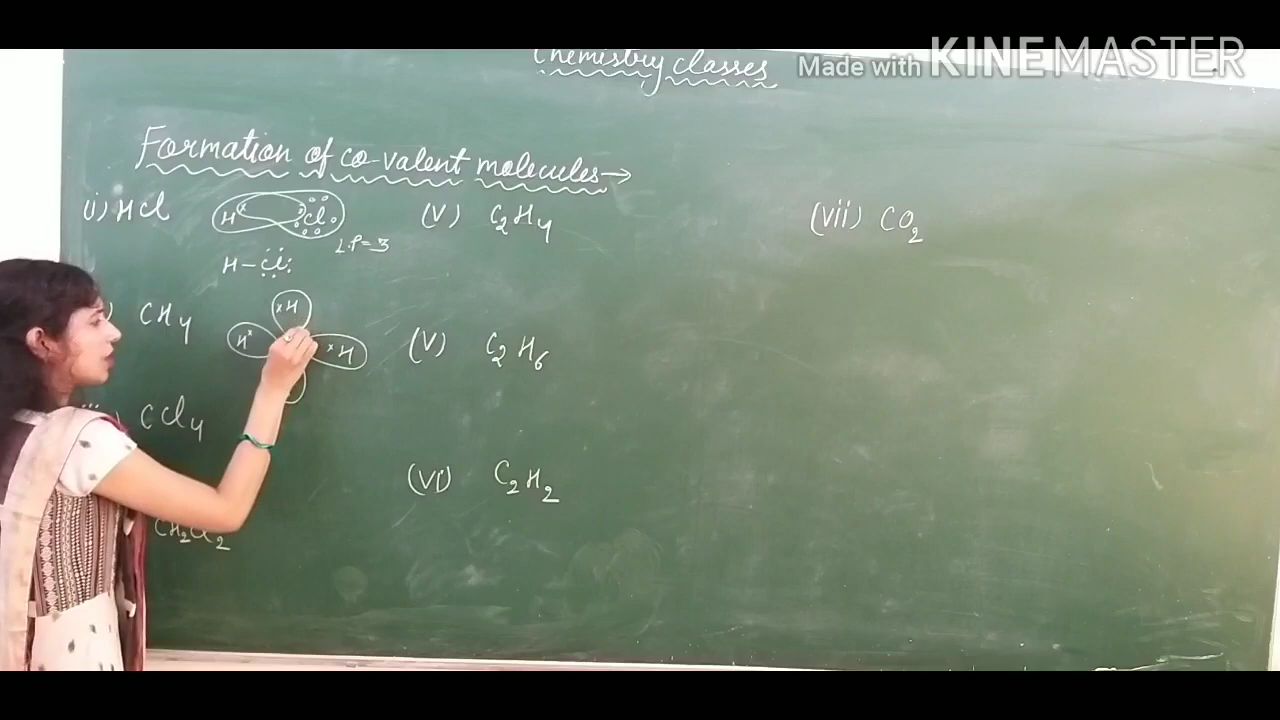 Chemistry classes
Made with KINEMASTER
Formation of co-valent molecules→
(i) HCl
H x Cl
L.P = 3
H – Cl
) CH4
x H
H x
x H
) CCl4
CH2Cl2
(V) C2H4
(V) C2H6
(Vi) C2H2
(vii) CO2